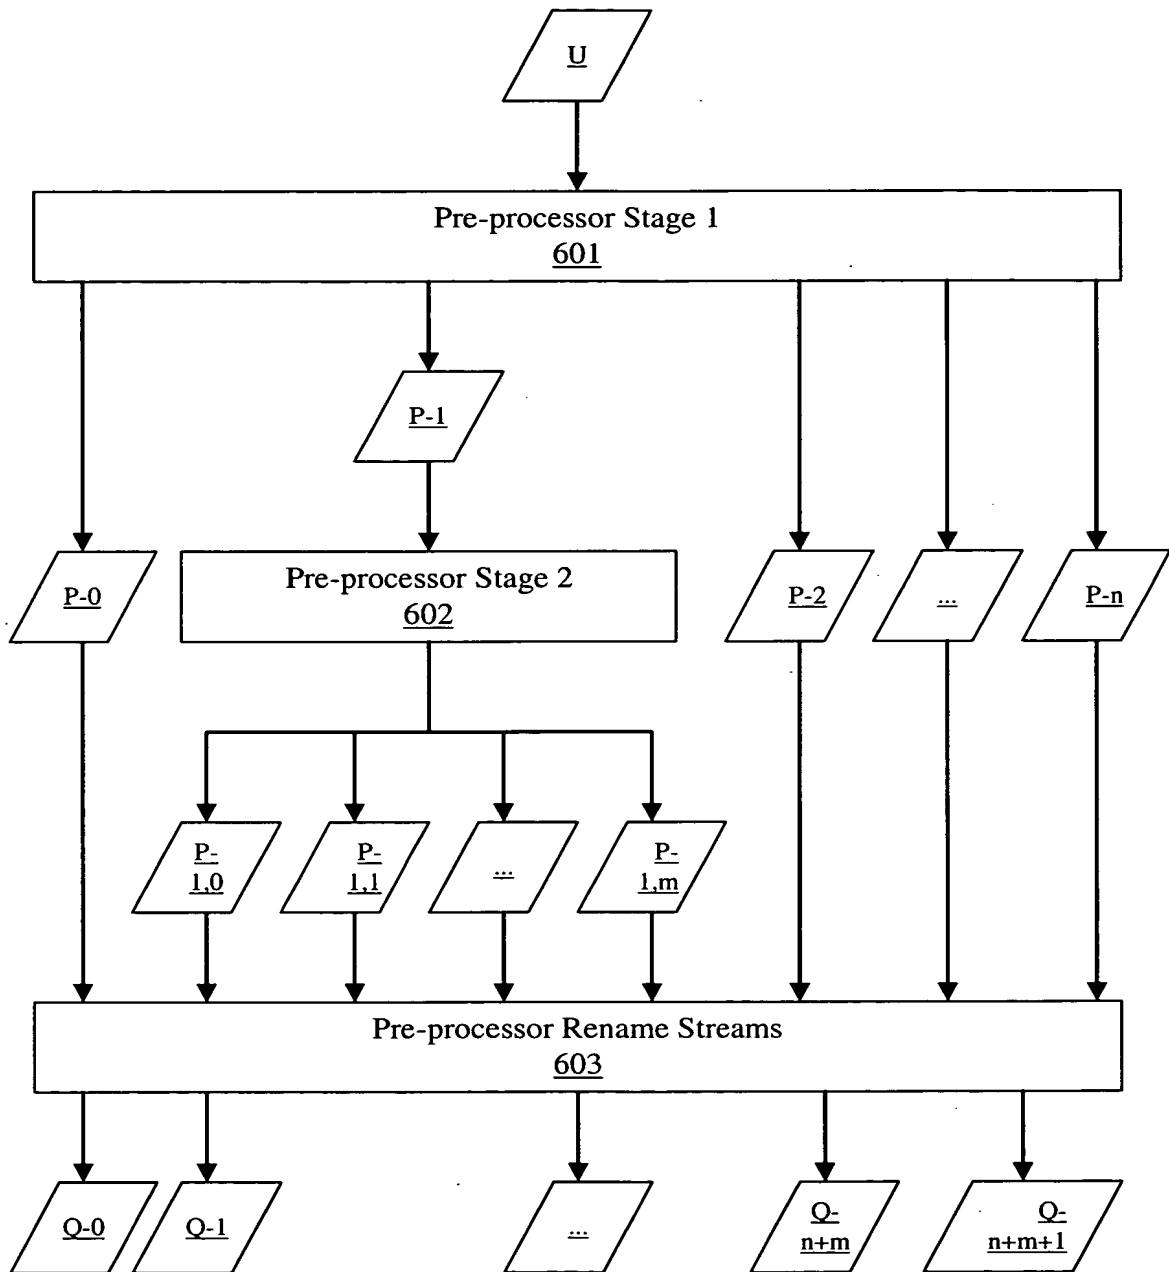 U
Pre-processor Stage 1
601
P-1
P-0
Pre-processor Stage 2
602
P-2
...
P-n
P-
1,0
P-
1,1
...
P-
1,m
Pre-processor Rename Streams
603
Q-0
Q-1
...
Q-
n+m
Q-
n+m+1